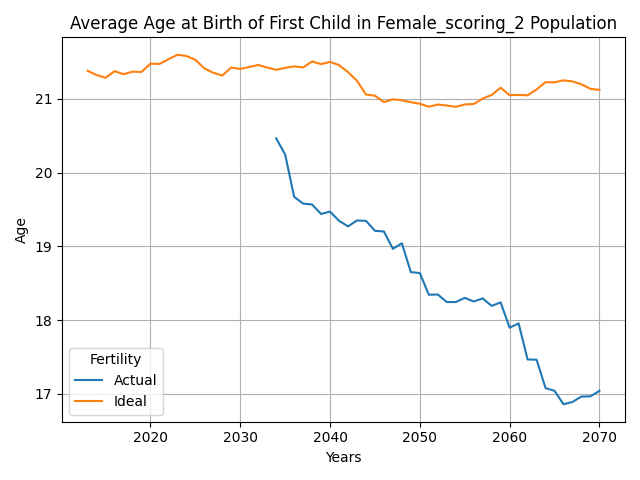 Average Age at Birth of First Child in Female_scoring_2 Population
Age
21
20
19
18
17
Fertility
Actual
Ideal
2020 2030 2040 2050 2060 2070
Years